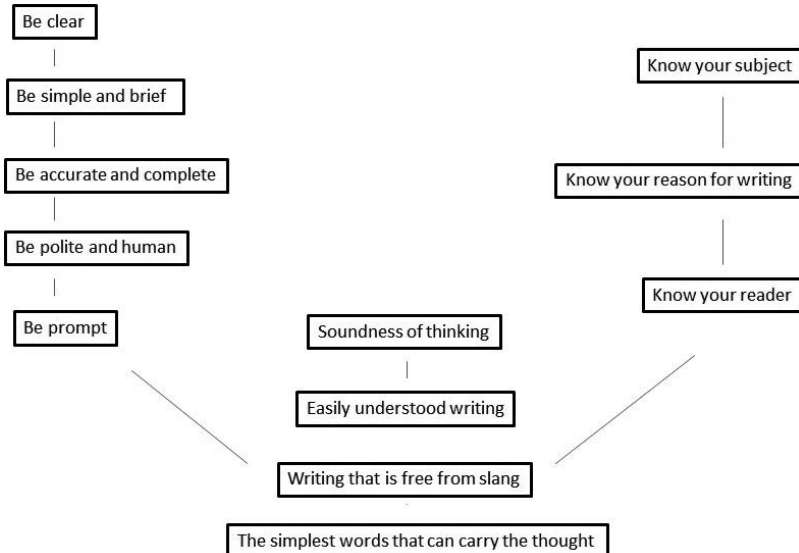 Be clear
Be simple and brief
Be accurate and complete
Be polite and human
Be prompt
Know your subject
Know your reason for writing
Know your reader
Soundness of thinking
Easily understood writing
Writing that is free from slang
The simplest words that can carry the thought